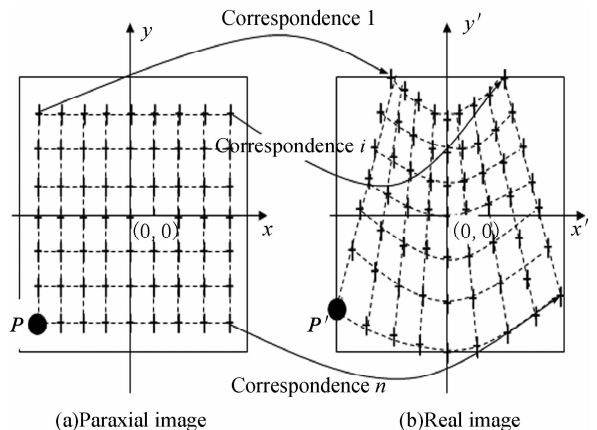 Correspondence 1
y
y'
Correspondence i
(0, 0)
x
(0, 0)
x'
P
P'
Correspondence n
(a)Paraxial image
(b)Real image